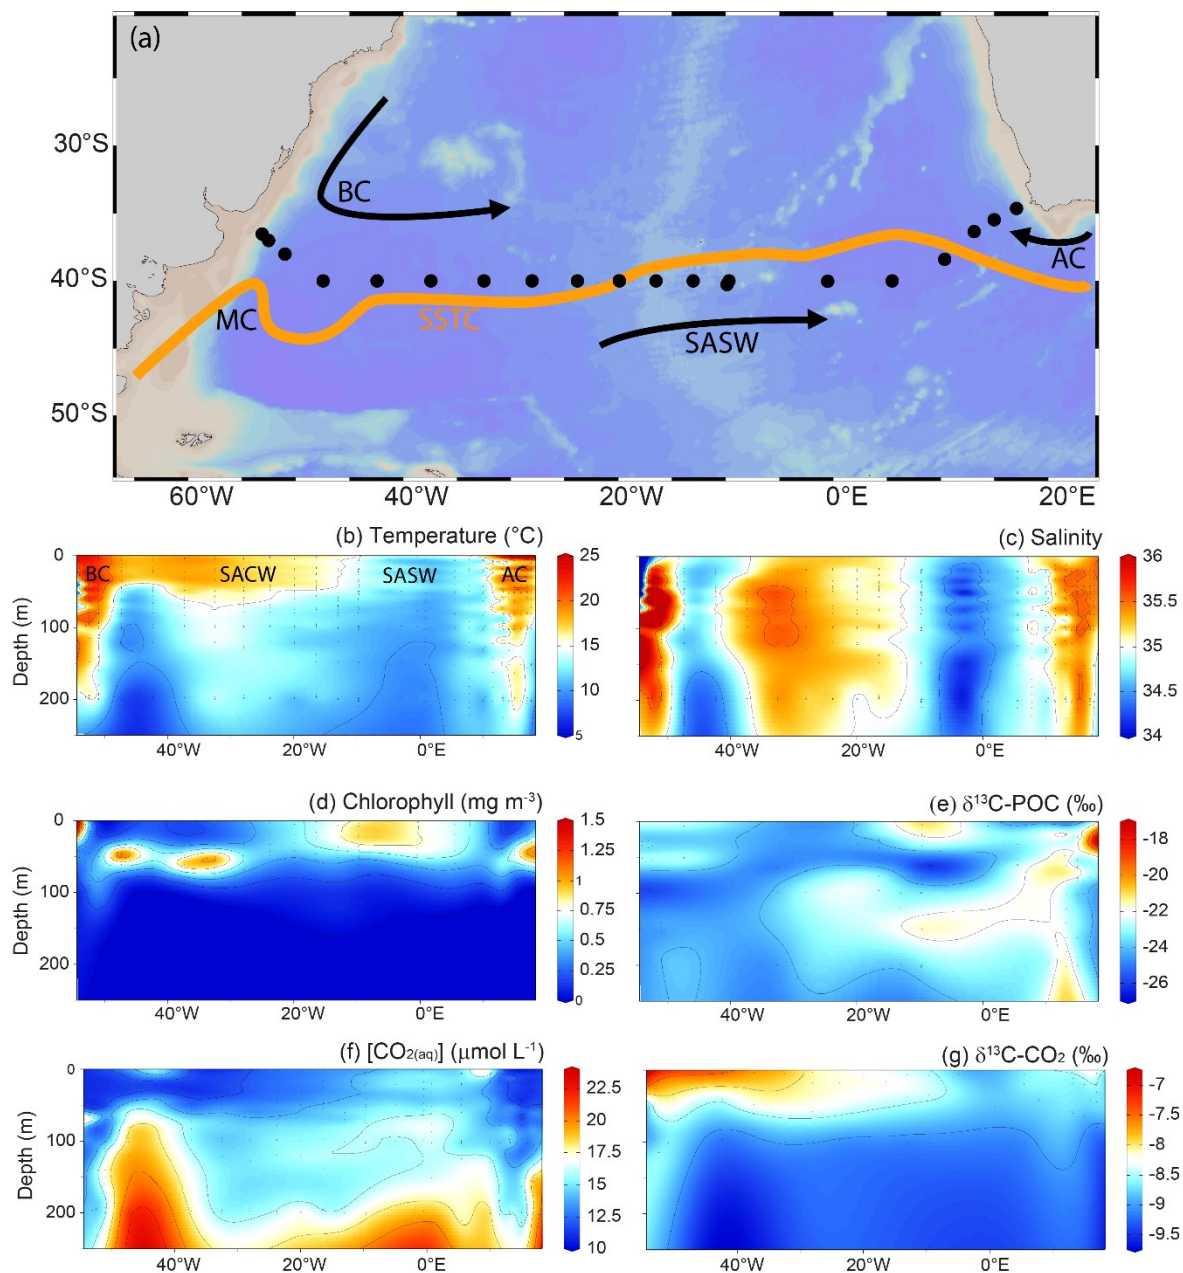 (a)
30°S
40°S
50°S
BC
MC
SSTC
SASW
AC
60°W 40°W 20°W 0°E 20°E
(b) Temperature (°C)
(c) Salinity
BC SACW SASW AC
Depth (m)
0
100
200
25
20
15
10
5
40°W 20°W 0°E
36
35.5
35
34.5
34
40°W 20°W 0°E
(d) Chlorophyll (mg m⁻³)
(e) δ¹³C-POC (‰)
Depth (m)
0
100
200
1.5
1.25
1
0.75
0.5
0.25
0
40°W 20°W 0°E
-18
-20
-22
-24
-26
40°W 20°W 0°E
(f) [CO₂₍aq₎] (μmol L⁻¹)
(g) δ¹³C-CO₂ (‰)
Depth (m)
0
100
200
22.5
20
17.5
15
12.5
10
40°W 20°W 0°E
-7
-7.5
-8
-8.5
-9
-9.5
40°W 20°W 0°E